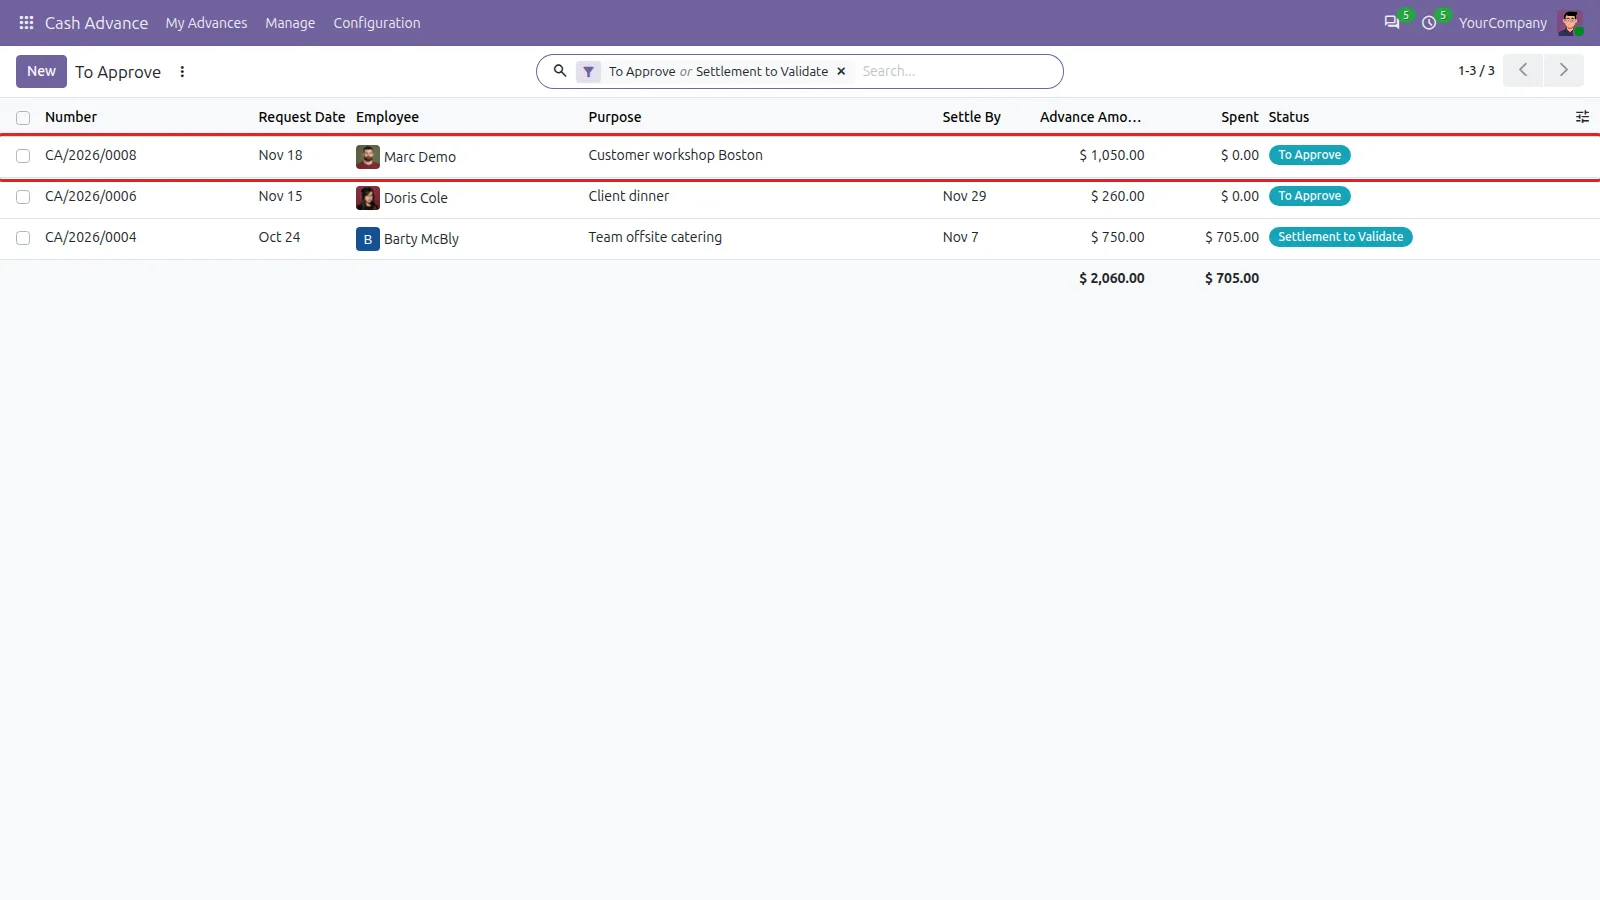 Cash Advance My Advances Manage Configuration 5 5 YourCompany
New To Approve To Approve or Settlement to Validate × Search... 1-3 / 3
Number Request Date Employee Purpose Settle By Advance Amo... Spent Status
CA/2026/0008 Nov 18 Marc Demo Customer workshop Boston $ 1,050.00 $ 0.00 To Approve
CA/2026/0006 Nov 15 Doris Cole Client dinner Nov 29 $ 260.00 $ 0.00 To Approve
CA/2026/0004 Oct 24 B Barty McBly Team offsite catering Nov 7 $ 750.00 $ 705.00 Settlement to Validate
$ 2,060.00 $ 705.00